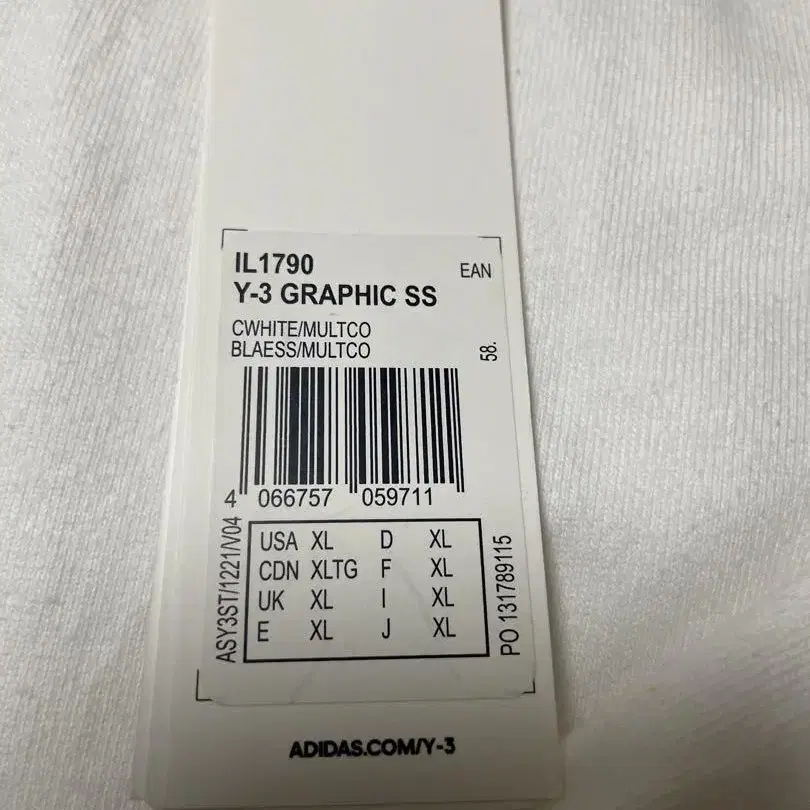 IL1790
EAN
Y-3 GRAPHIC SS
CWHITE/MULTCO
BLAESS/MULTCO
58.
4 066757 059711
ASY3ST/1221/V04
USA XL D XL
CDN XLTG F XL
UK XL I XL
E XL J XL
PO 131789115
ADIDAS.COM/Y-3